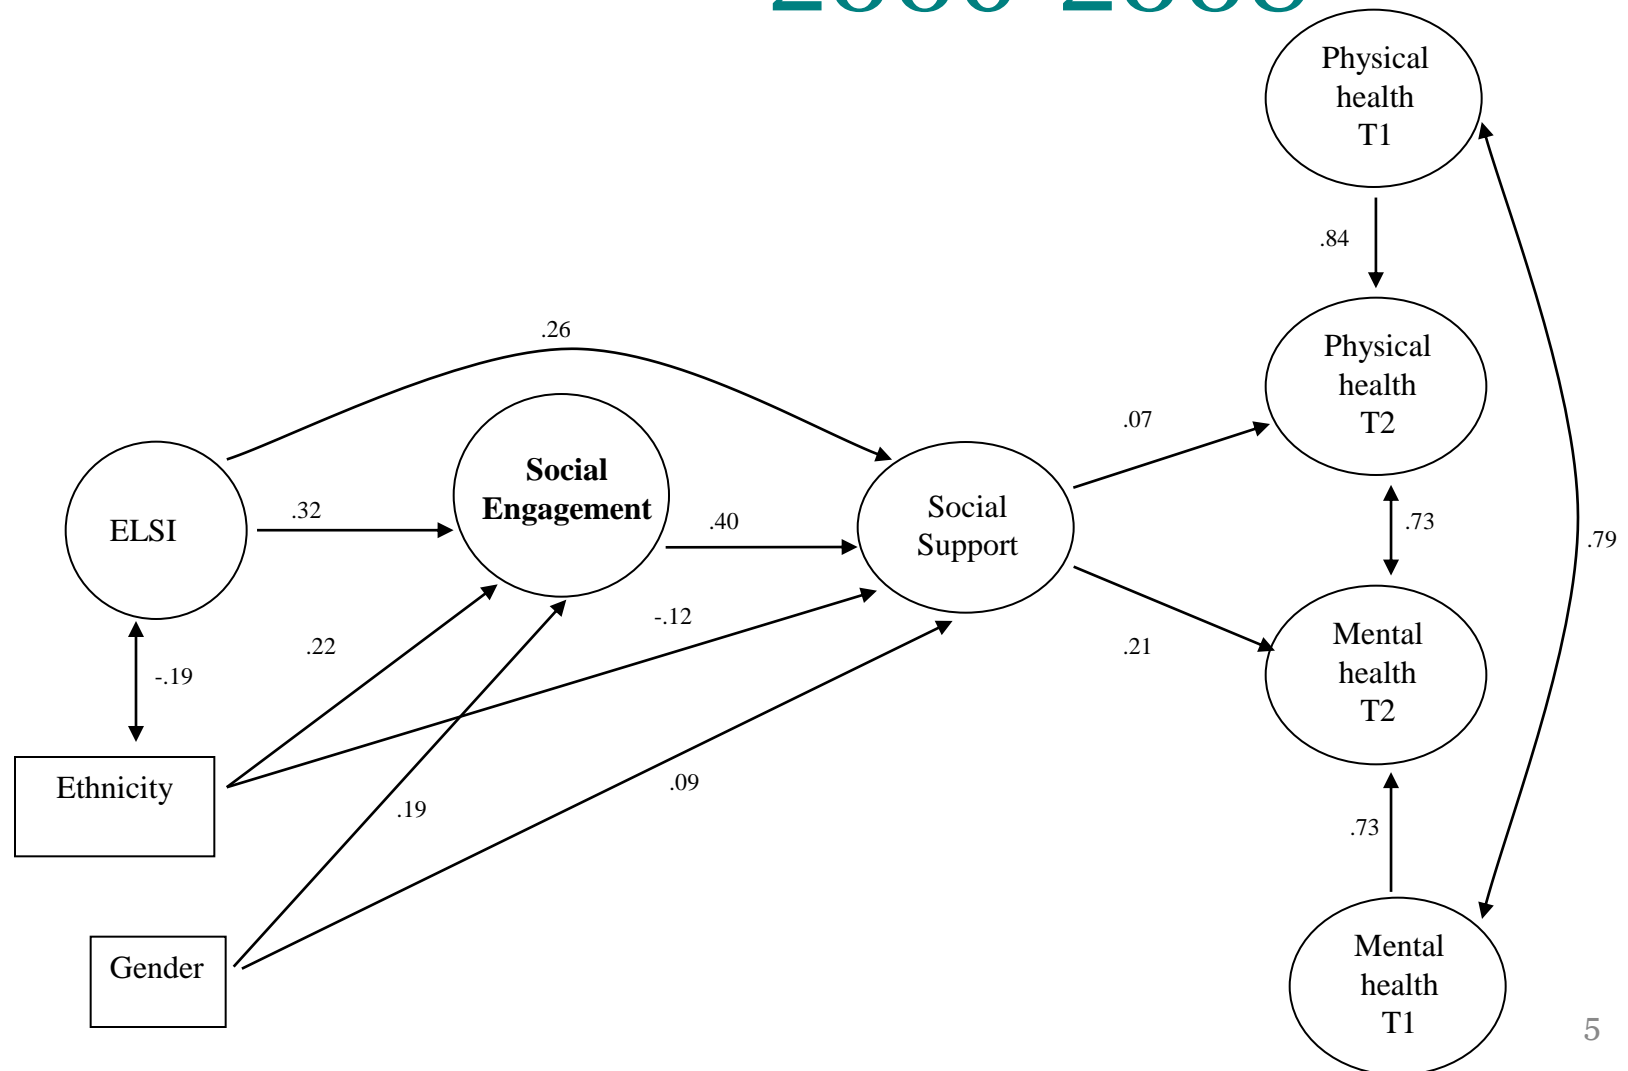 Physical
health
T1
.84
.26
Physical
health
T2
.07
Social
Engagement
.32
.40
ELSI
Social
Support
.73
.79
-.12
.22
.21
Mental
health
T2
-.19
Ethnicity
.09
.19
.73
Gender
Mental
health
T1
5